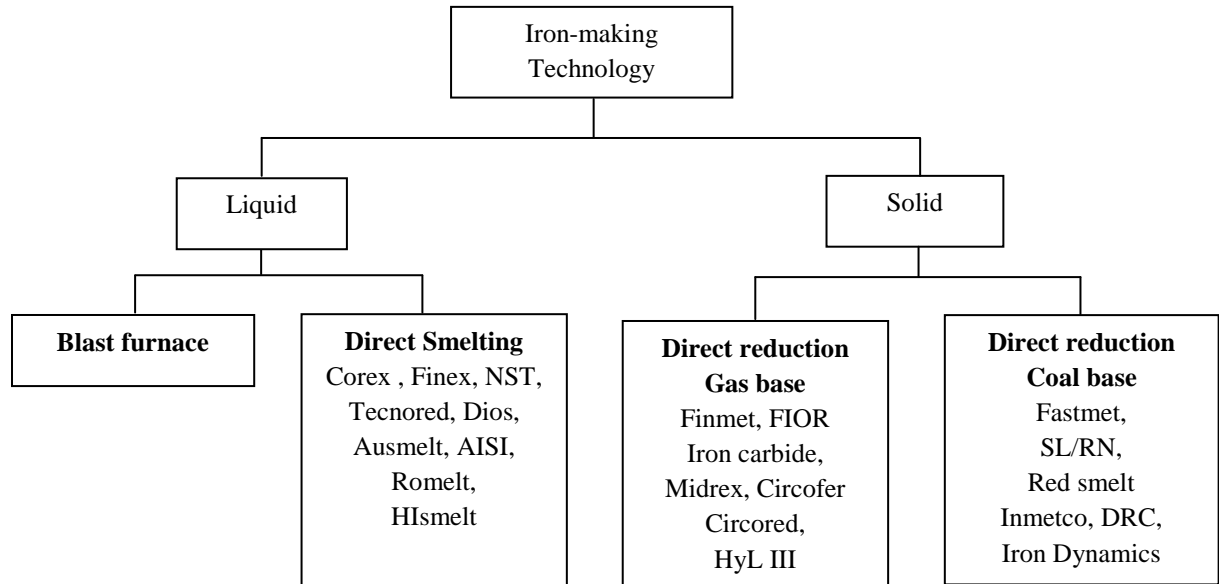 Iron-making
Technology
Liquid
Solid
Blast furnace
Direct Smelting
Corex , Finex, NST,
Tecnored, Dios,
Ausmelt, AISI,
Romelt,
HIsmelt
Direct reduction
Gas base
Finmet, FIOR
Iron carbide,
Midrex, Circofer
Circored,
HyL III
Direct reduction
Coal base
Fastmet,
SL/RN,
Red smelt
Inmetco, DRC,
Iron Dynamics